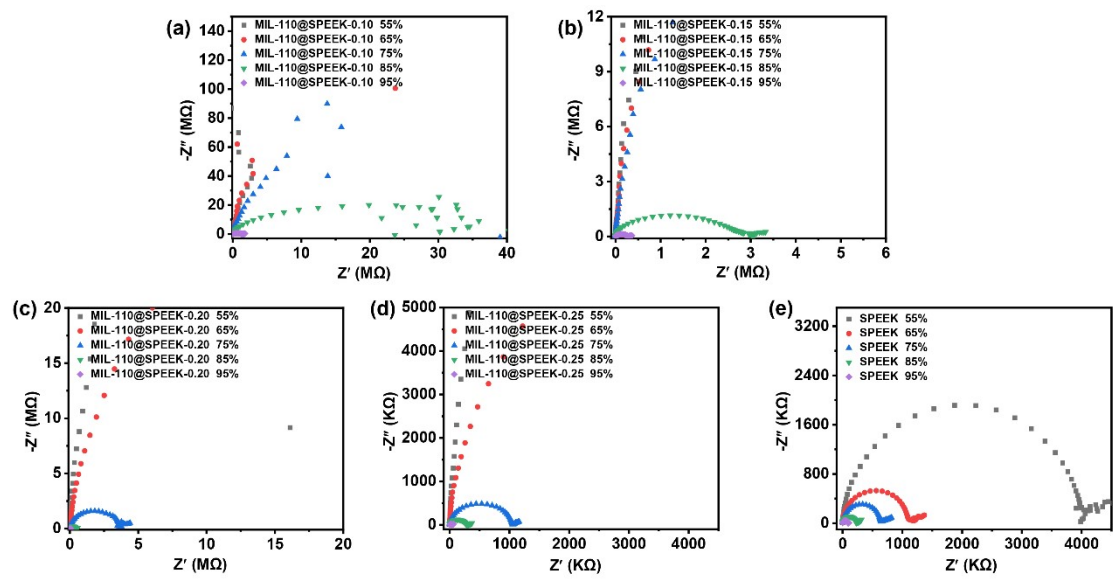 (a)
MIL-110@SPEEK-0.10 55%
MIL-110@SPEEK-0.10 65%
MIL-110@SPEEK-0.10 75%
MIL-110@SPEEK-0.10 85%
MIL-110@SPEEK-0.10 95%
140
120
100
80
60
40
20
0
-Z″ (MΩ)
0 10 20 30 40
Z′ (MΩ)
(b)
MIL-110@SPEEK-0.15 55%
MIL-110@SPEEK-0.15 65%
MIL-110@SPEEK-0.15 75%
MIL-110@SPEEK-0.15 85%
MIL-110@SPEEK-0.15 95%
12
9
6
3
0
-Z″ (MΩ)
0 1 2 3 4 5 6
Z′ (MΩ)
(c)
MIL-110@SPEEK-0.20 55%
MIL-110@SPEEK-0.20 65%
MIL-110@SPEEK-0.20 75%
MIL-110@SPEEK-0.20 85%
MIL-110@SPEEK-0.20 95%
20
15
10
5
0
-Z″ (MΩ)
0 5 10 15 20
Z′ (MΩ)
(d)
MIL-110@SPEEK-0.25 55%
MIL-110@SPEEK-0.25 65%
MIL-110@SPEEK-0.25 75%
MIL-110@SPEEK-0.25 85%
MIL-110@SPEEK-0.25 95%
5000
4000
3000
2000
1000
0
-Z″ (KΩ)
0 1000 2000 3000 4000
Z′ (KΩ)
(e)
SPEEK 55%
SPEEK 65%
SPEEK 75%
SPEEK 85%
SPEEK 95%
3200
2400
1600
800
0
-Z″ (KΩ)
0 1000 2000 3000 4000
Z′ (KΩ)